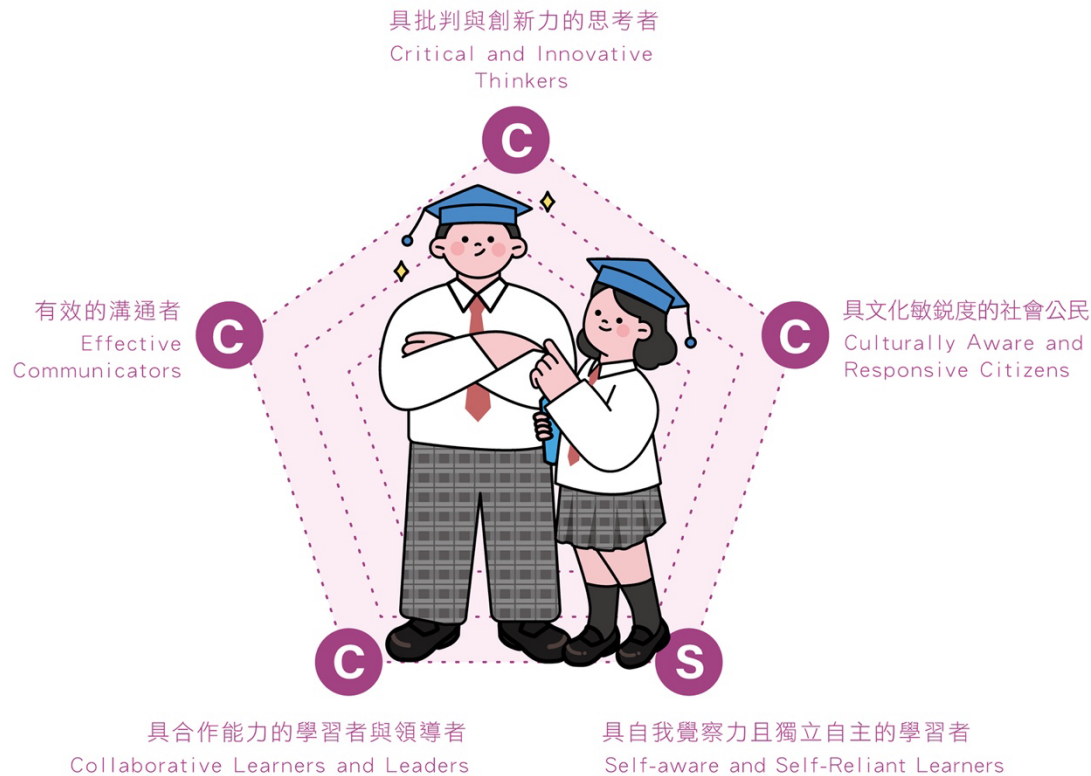 具批判與創新力的思考者
Critical and Innovative
Thinkers
C
有效的溝通者
Effective
Communicators
C
C
具文化敏銳度的社會公民
Culturally Aware and
Responsive Citizens
C
S
具合作能力的學習者與領導者
Collaborative Learners and Leaders
具自我覺察力且獨立自主的學習者
Self-aware and Self-Reliant Learners